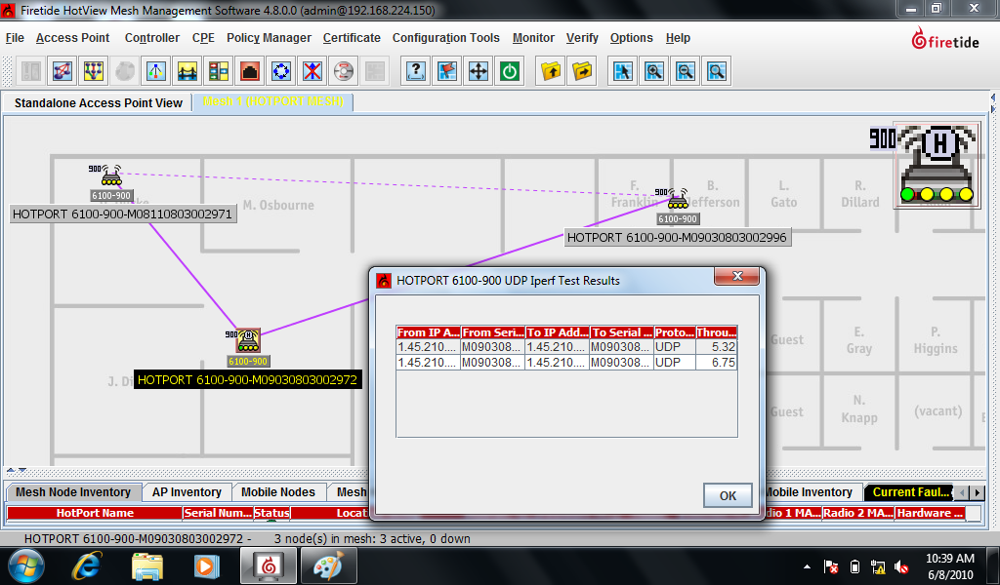 Firetide HotView Mesh Management Software 4.8.0.0 (admin@192.168.224.150)
File Access Point Controller CPE Policy Manager Certificate Configuration Tools Monitor Verify Options Help
firetide
Standalone Access Point View Mesh 1 (HOTPORT MESH)
900
H
900
6100-900
HOTPORT 6100-900-M08110803002971
M. Osbourne
F. Franklin
B. Jefferson
L. Gato
R. Dillard
900
6100-900
HOTPORT 6100-900-M09030803002996
900
6100-900
HOTPORT 6100-900-M09030803002972
J. Di
HOTPORT 6100-900 UDP Iperf Test Results
From IP A... From Seri... To IP Add... To Serial ... Proto... Throu...
1.45.210.... M090308... 1.45.210.... M090308... UDP 5.32
1.45.210.... M090308... 1.45.210.... M090308... UDP 6.75
OK
Guest
E. Gray
P. Higgins
Guest
N. Knapp
(vacant)
Mesh Node Inventory AP Inventory Mobile Nodes Mesh Mobile Inventory Current Faul...
HotPort Name Serial Num... Status Locat dio 1 MA... Radio 2 MA... Hardware ...
HOTPORT 6100-900-M09030803002972 - 3 node(s) in mesh: 3 active, 0 down
10:39 AM
6/8/2010